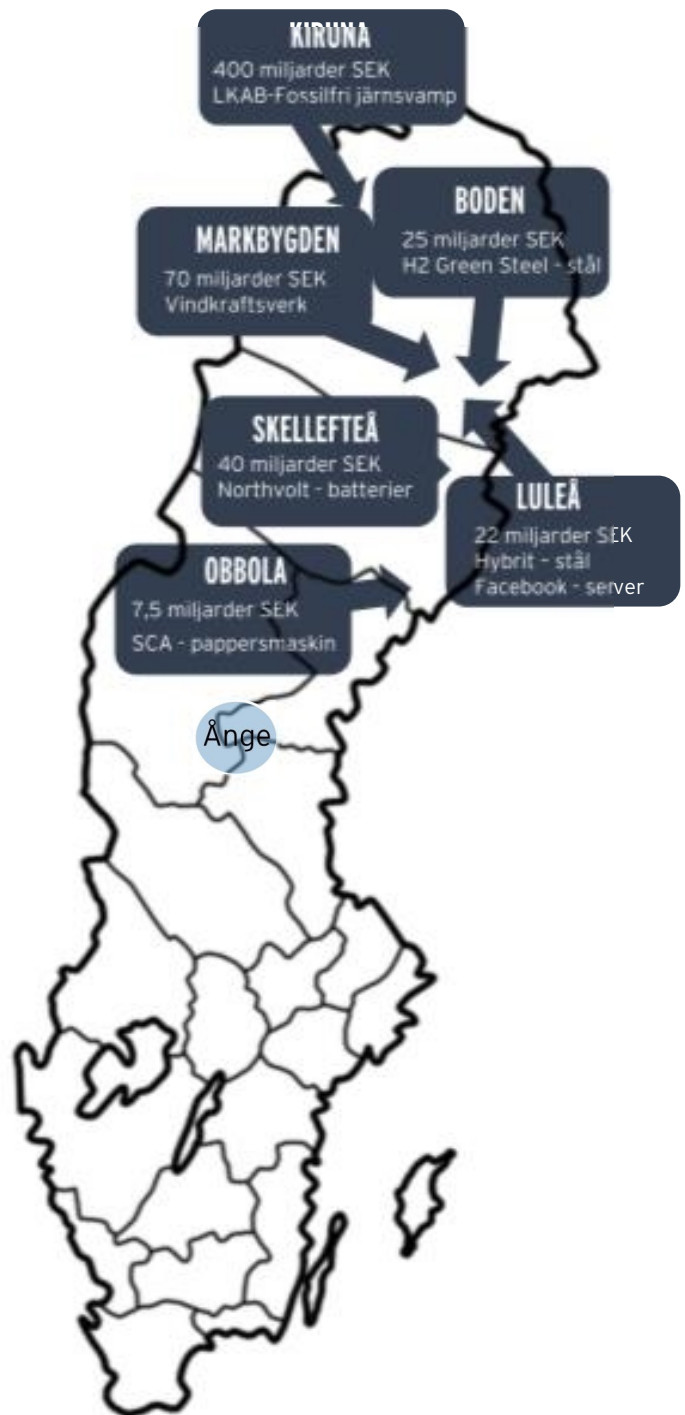 KIRUNA
400 miljarder SEK
LKAB-Fossilfri järnsvamp
BODEN
25 miljarder SEK
H2 Green Steel - stål
MARKBYGDEN
70 miljarder SEK
Vindkraftsverk
SKELLEFTEÅ
40 miljarder SEK
Northvolt - batterier
LULEÅ
22 miljarder SEK
Hybrit - stål
Facebook - server
OBBOLA
7,5 miljarder SEK
SCA - pappersmaskin
Ånge